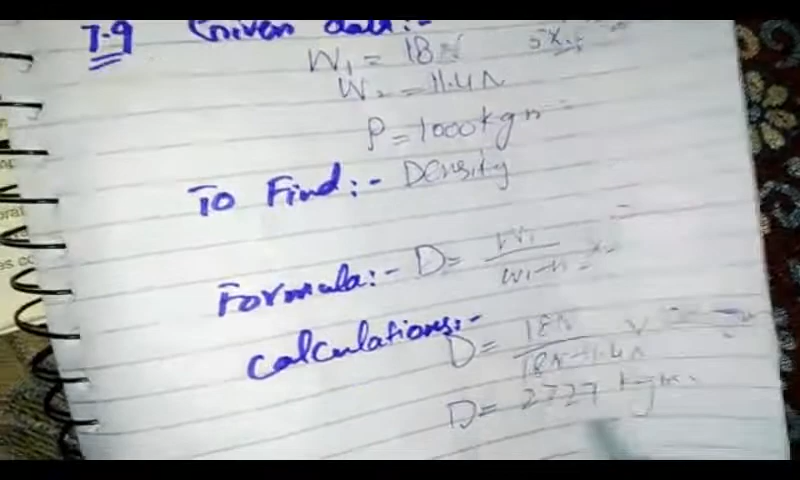 7.9 Given data:-
W₁ = 18N
W₂ = 11.4N
ρ = 1000kgm
To Find:- Density
Formula:- D = W₁ / W₁-
Calculations:-
D = 18N / 18N-11.4N ×
D = 2727 kgm